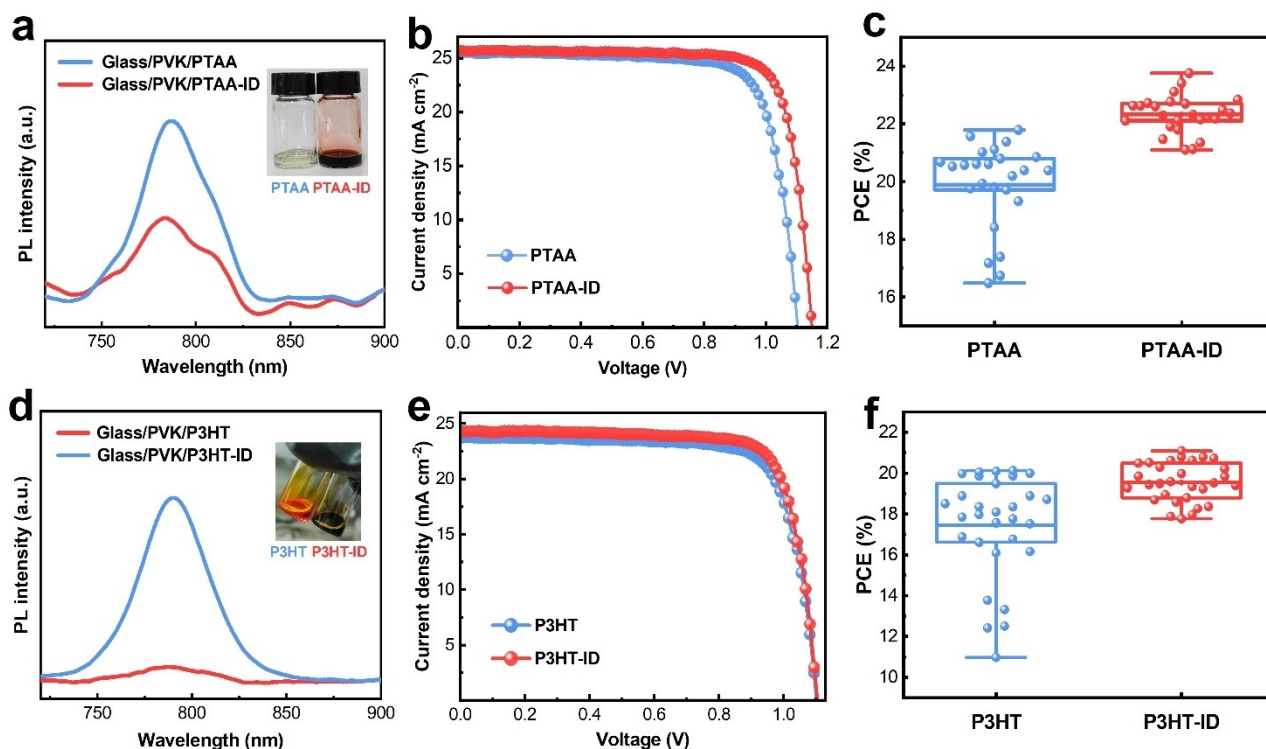 a
Glass/PVK/PTAA
Glass/PVK/PTAA-ID
PTAA PTAA-ID
PL intensity (a.u.)
750 800 850 900
Wavelength (nm)
b
25
20
15
10
5
Current density (mA cm⁻²)
PTAA
PTAA-ID
0.0 0.2 0.4 0.6 0.8 1.0 1.2
Voltage (V)
c
24
22
20
18
16
PCE (%)
PTAA PTAA-ID
d
Glass/PVK/P3HT
Glass/PVK/P3HT-ID
P3HT P3HT-ID
PL intensity (a.u.)
750 800 850 900
Wavelength (nm)
e
25
20
15
10
5
Current density (mA cm⁻²)
P3HT
P3HT-ID
0.0 0.2 0.4 0.6 0.8 1.0
Voltage (V)
f
22
20
18
16
14
12
10
PCE (%)
P3HT P3HT-ID